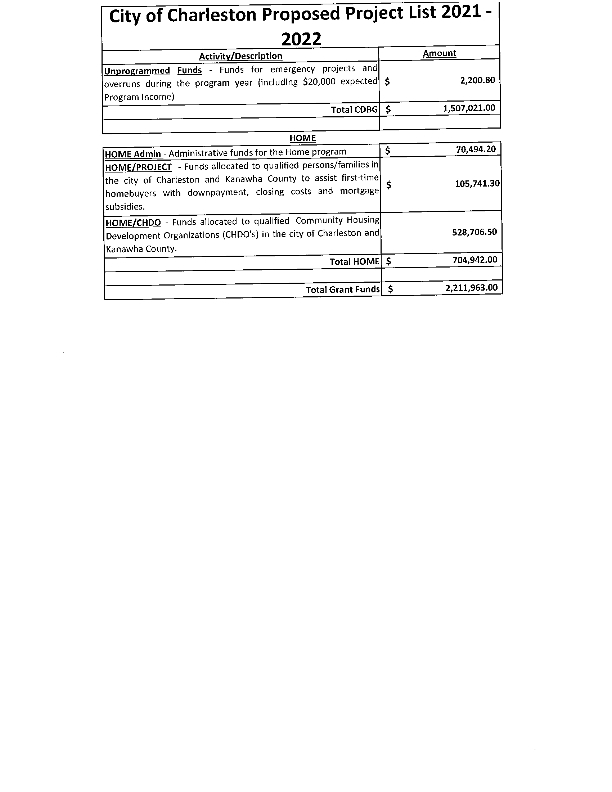 City of Charleston Proposed Project List 2021 -
2022
Activity/Description Amount
Unprogrammed Funds - Funds for emergency projects and
overruns during the program year (including $20,000 expected $ 2,200.80
Program Income)
Total CDBG $ 1,507,021.00
HOME
HOME Admin - Administrative funds for the Home program $ 70,494.20
HOME/PROJECT - Funds allocated to qualified persons/families in
the city of Charleston and Kanawha County to assist first-time $ 105,741.30
homebuyers with downpayment, closing costs and mortgage
subsidies.
HOME/CHDO - Funds allocated to qualified Community Housing
Development Organizations (CHDO's) in the city of Charleston and 528,706.50
Kanawha County.
Total HOME $ 704,942.00
Total Grant Funds $ 2,211,963.00